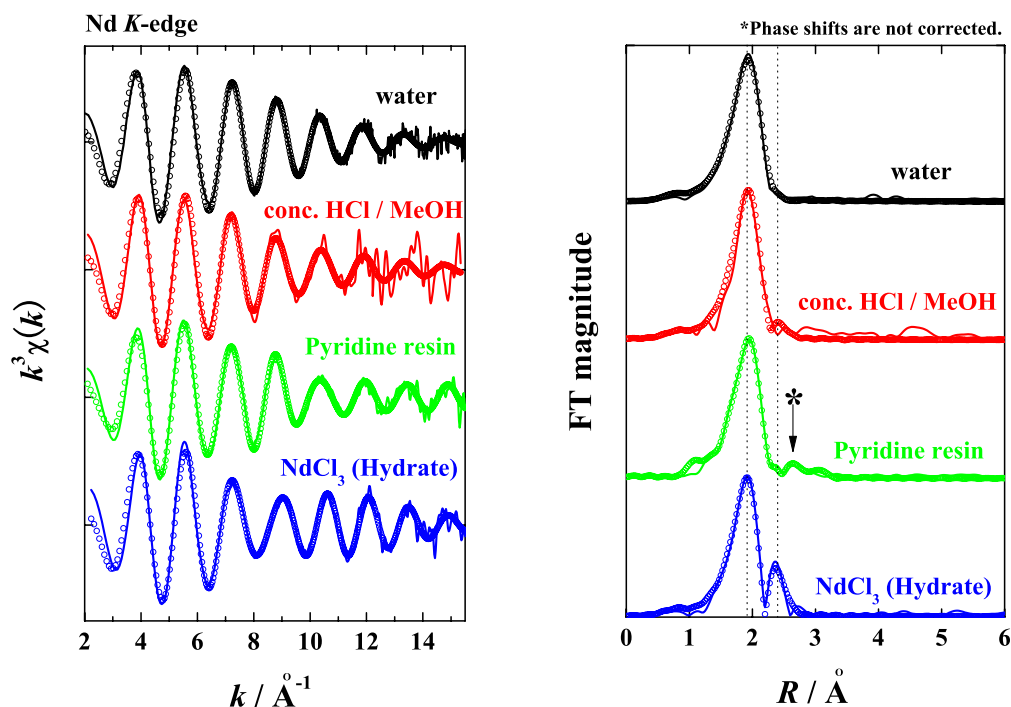 Nd K-edge
water
conc. HCl / MeOH
Pyridine resin
NdCl₃ (Hydrate)
k³χ(k)
2 4 6 8 10 12 14
k / Å⁻¹
*Phase shifts are not corrected.
water
conc. HCl / MeOH
*
Pyridine resin
NdCl₃ (Hydrate)
FT magnitude
0 1 2 3 4 5 6
R / Å